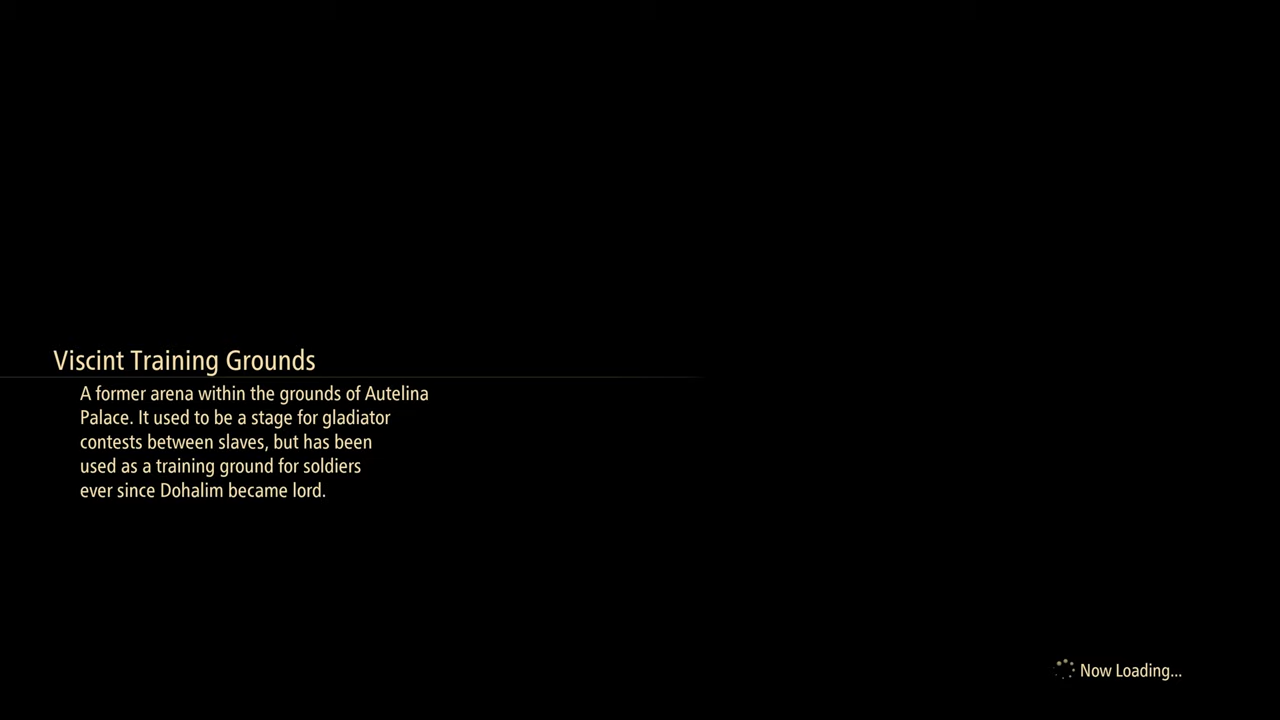 Viscint Training Grounds
A former arena within the grounds of Autelina
Palace. It used to be a stage for gladiator
contests between slaves, but has been
used as a training ground for soldiers
ever since Dohalim became lord.
Now Loading...